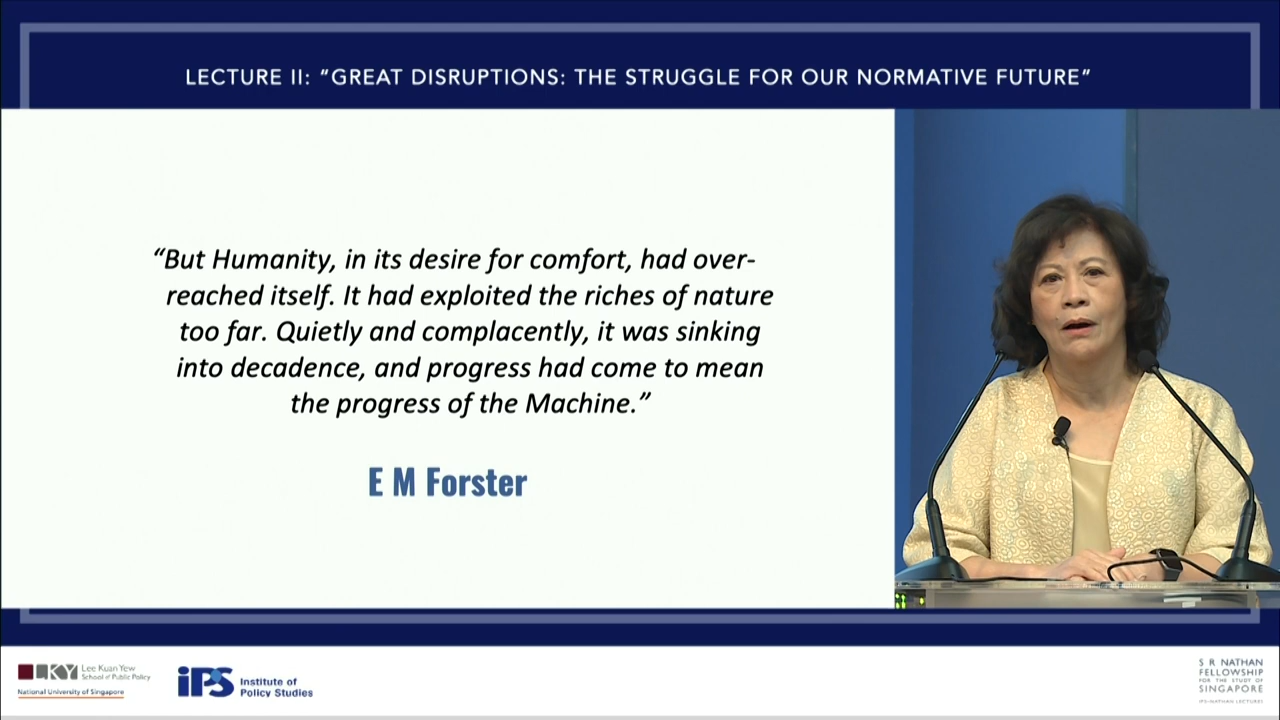 LECTURE II: “GREAT DISRUPTIONS: THE STRUGGLE FOR OUR NORMATIVE FUTURE”
“But Humanity, in its desire for comfort, had over-
reached itself. It had exploited the riches of nature
too far. Quietly and complacently, it was sinking
into decadence, and progress had come to mean
the progress of the Machine.”
E M Forster
LKY
Lee Kuan Yew
School of Public Policy
National University of Singapore
iPS
Institute of
Policy Studies
S R NATHAN
FELLOWSHIP
FOR THE STUDY OF
SINGAPORE
IPS-NATHAN LECTURES